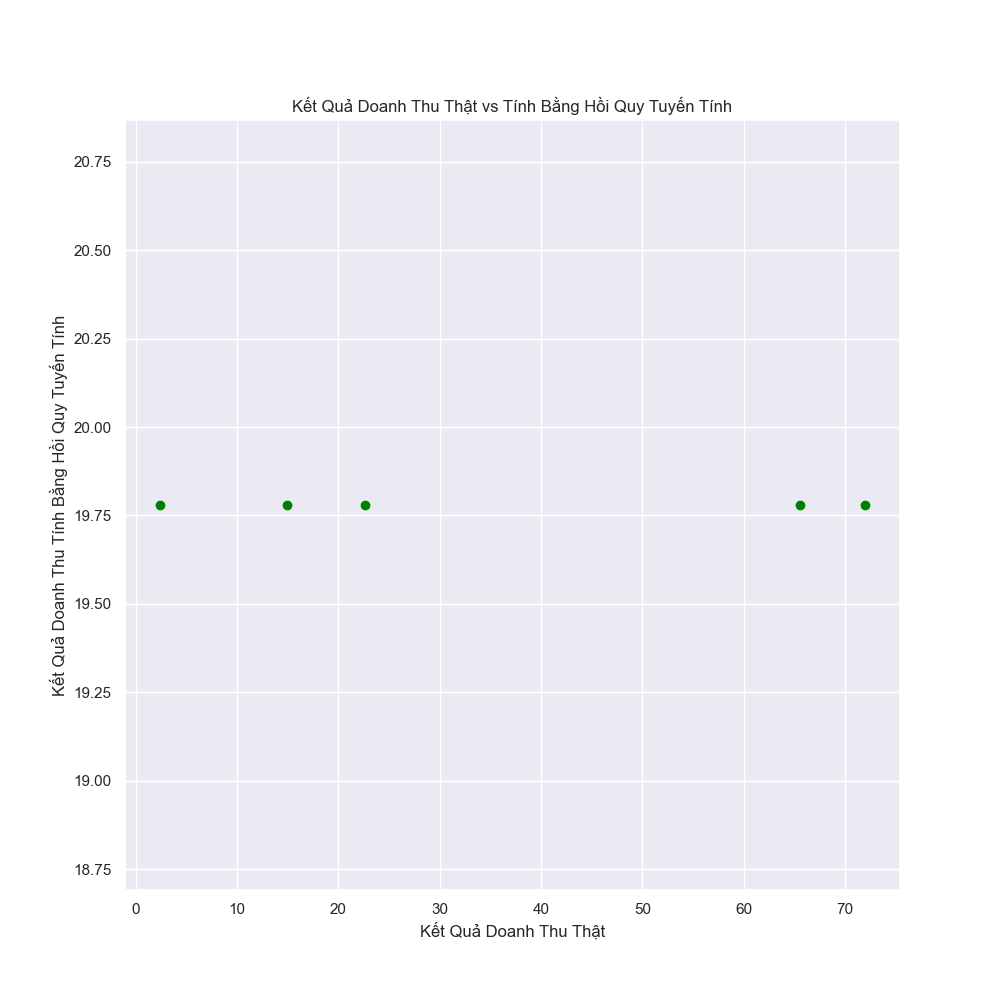 Kết Quả Doanh Thu Thật vs Tính Bằng Hồi Quy Tuyến Tính
Kết Quả Doanh Thu Tính Bằng Hồi Quy Tuyến Tính
20.75
20.50
20.25
20.00
19.75
19.50
19.25
19.00
18.75
0 10 20 30 40 50 60 70
Kết Quả Doanh Thu Thật